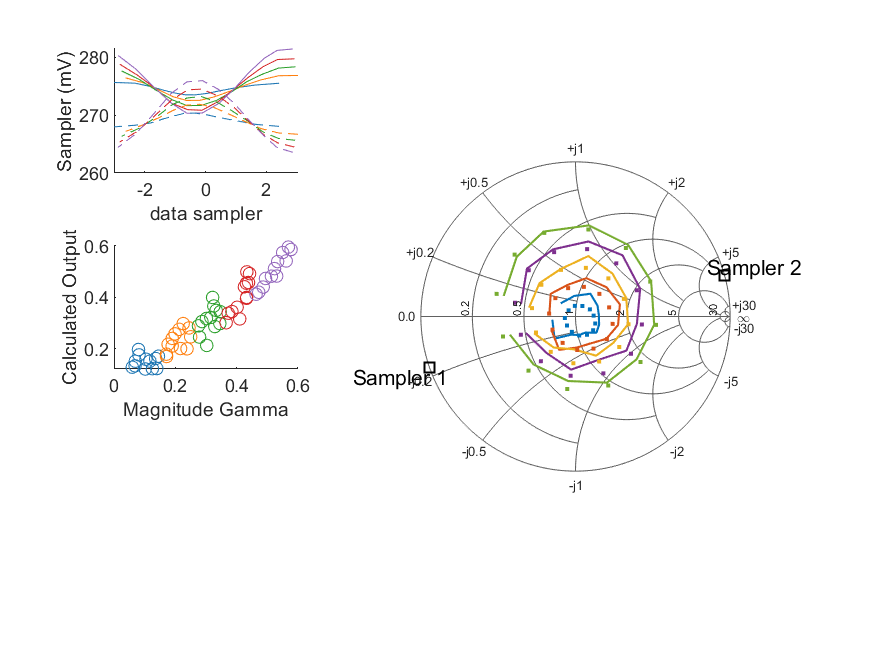 280
270
260
Sampler (mV)
-2 0 2
data sampler
0.6
0.4
0.2
Calculated Output
0 0.2 0.4 0.6
Magnitude Gamma
+j1
+j0.5 +j2
+j0.2 +j5
Sampler 2
0.0 0.2 0.5 1 2 5 30 ∞
+j30
-j30
Sampler 1
-j0.2 -j5
-j0.5 -j2
-j1